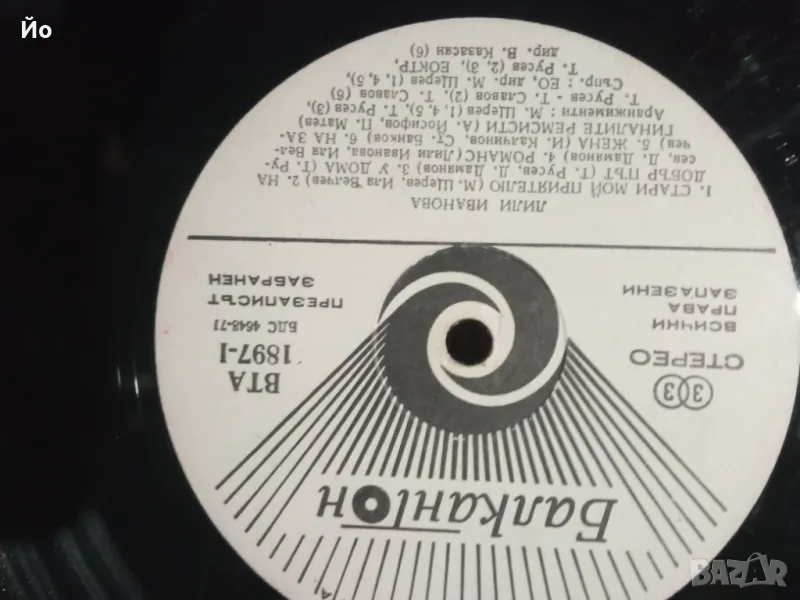 Йо
Балкантон
33
СТЕРЕО
ВСИЧКИ
ПРАВА
ЗАПАЗЕНИ
ВТА
1897-I
БДС 4648-71
ПРЕЗАПИСЪТ
ЗАБРАНЕН
ЛИЛИ ИВАНОВА
1. СТАРИ МОЙ ПРИЯТЕЛЮ (М. Щерев, Иля Велчев) 2. НА
ДОБЪР ПЪТ (Т. Русев, Д. Дамянов) 3. У ДОМА (Т. Ру-
сев, Д. Дамянов) 4. РОМАНС (Лили Иванова, Иля Вел-
чев) 5. ЖЕНА (И. Калчинов, Ст. Банков) 6. НА ЗА-
ГИНАЛИТЕ РЕМСИСТИ (А. Йосифов, П. Матев)
Аранжименти: М. Щерев (1, 4, 5), Т. Русев (3),
Т. Русев - Т. Славов (2), Т. Славов (6)
Съпр.: ЕО, дир. М. Щерев (1, 4, 5,
Т. Русев (2, 3), ЕОКТР,
дир. В. Казасян (6)
BAZAR